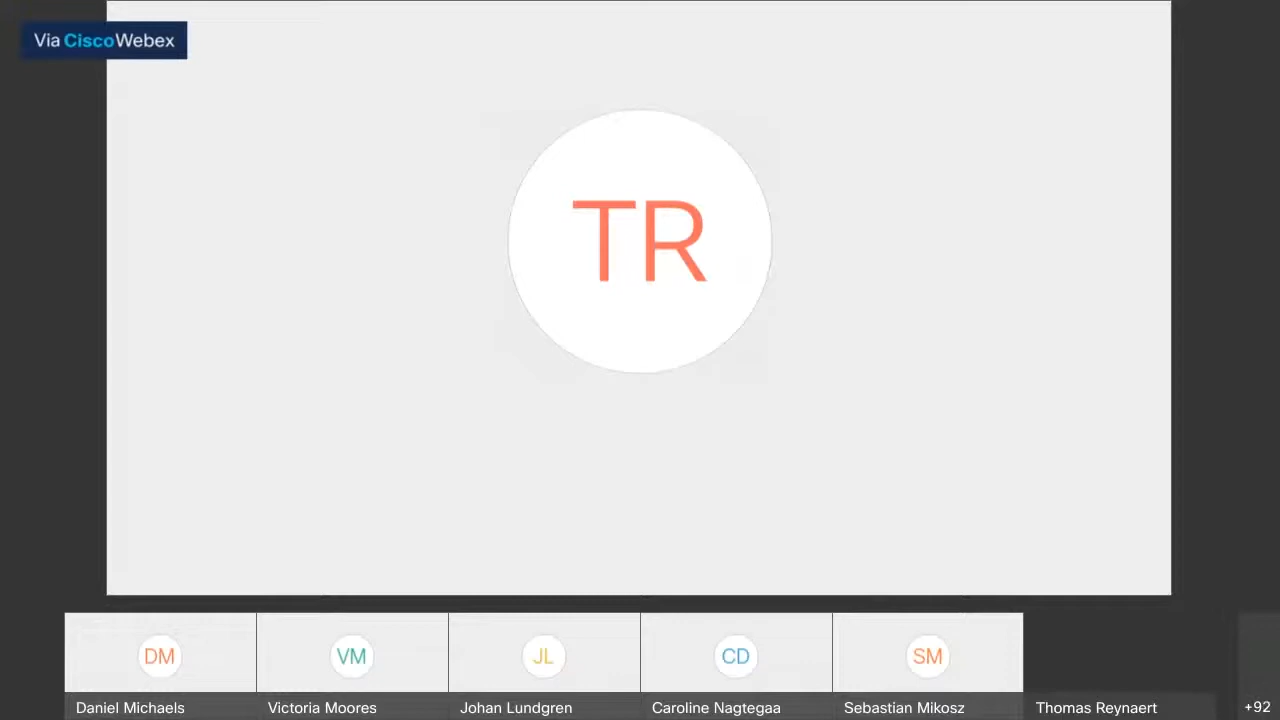 Via CiscoWebex
TR
DM
VM
JL
CD
SM
Daniel Michaels
Victoria Moores
Johan Lundgren
Caroline Nagtegaa
Sebastian Mikosz
Thomas Reynaert
+92